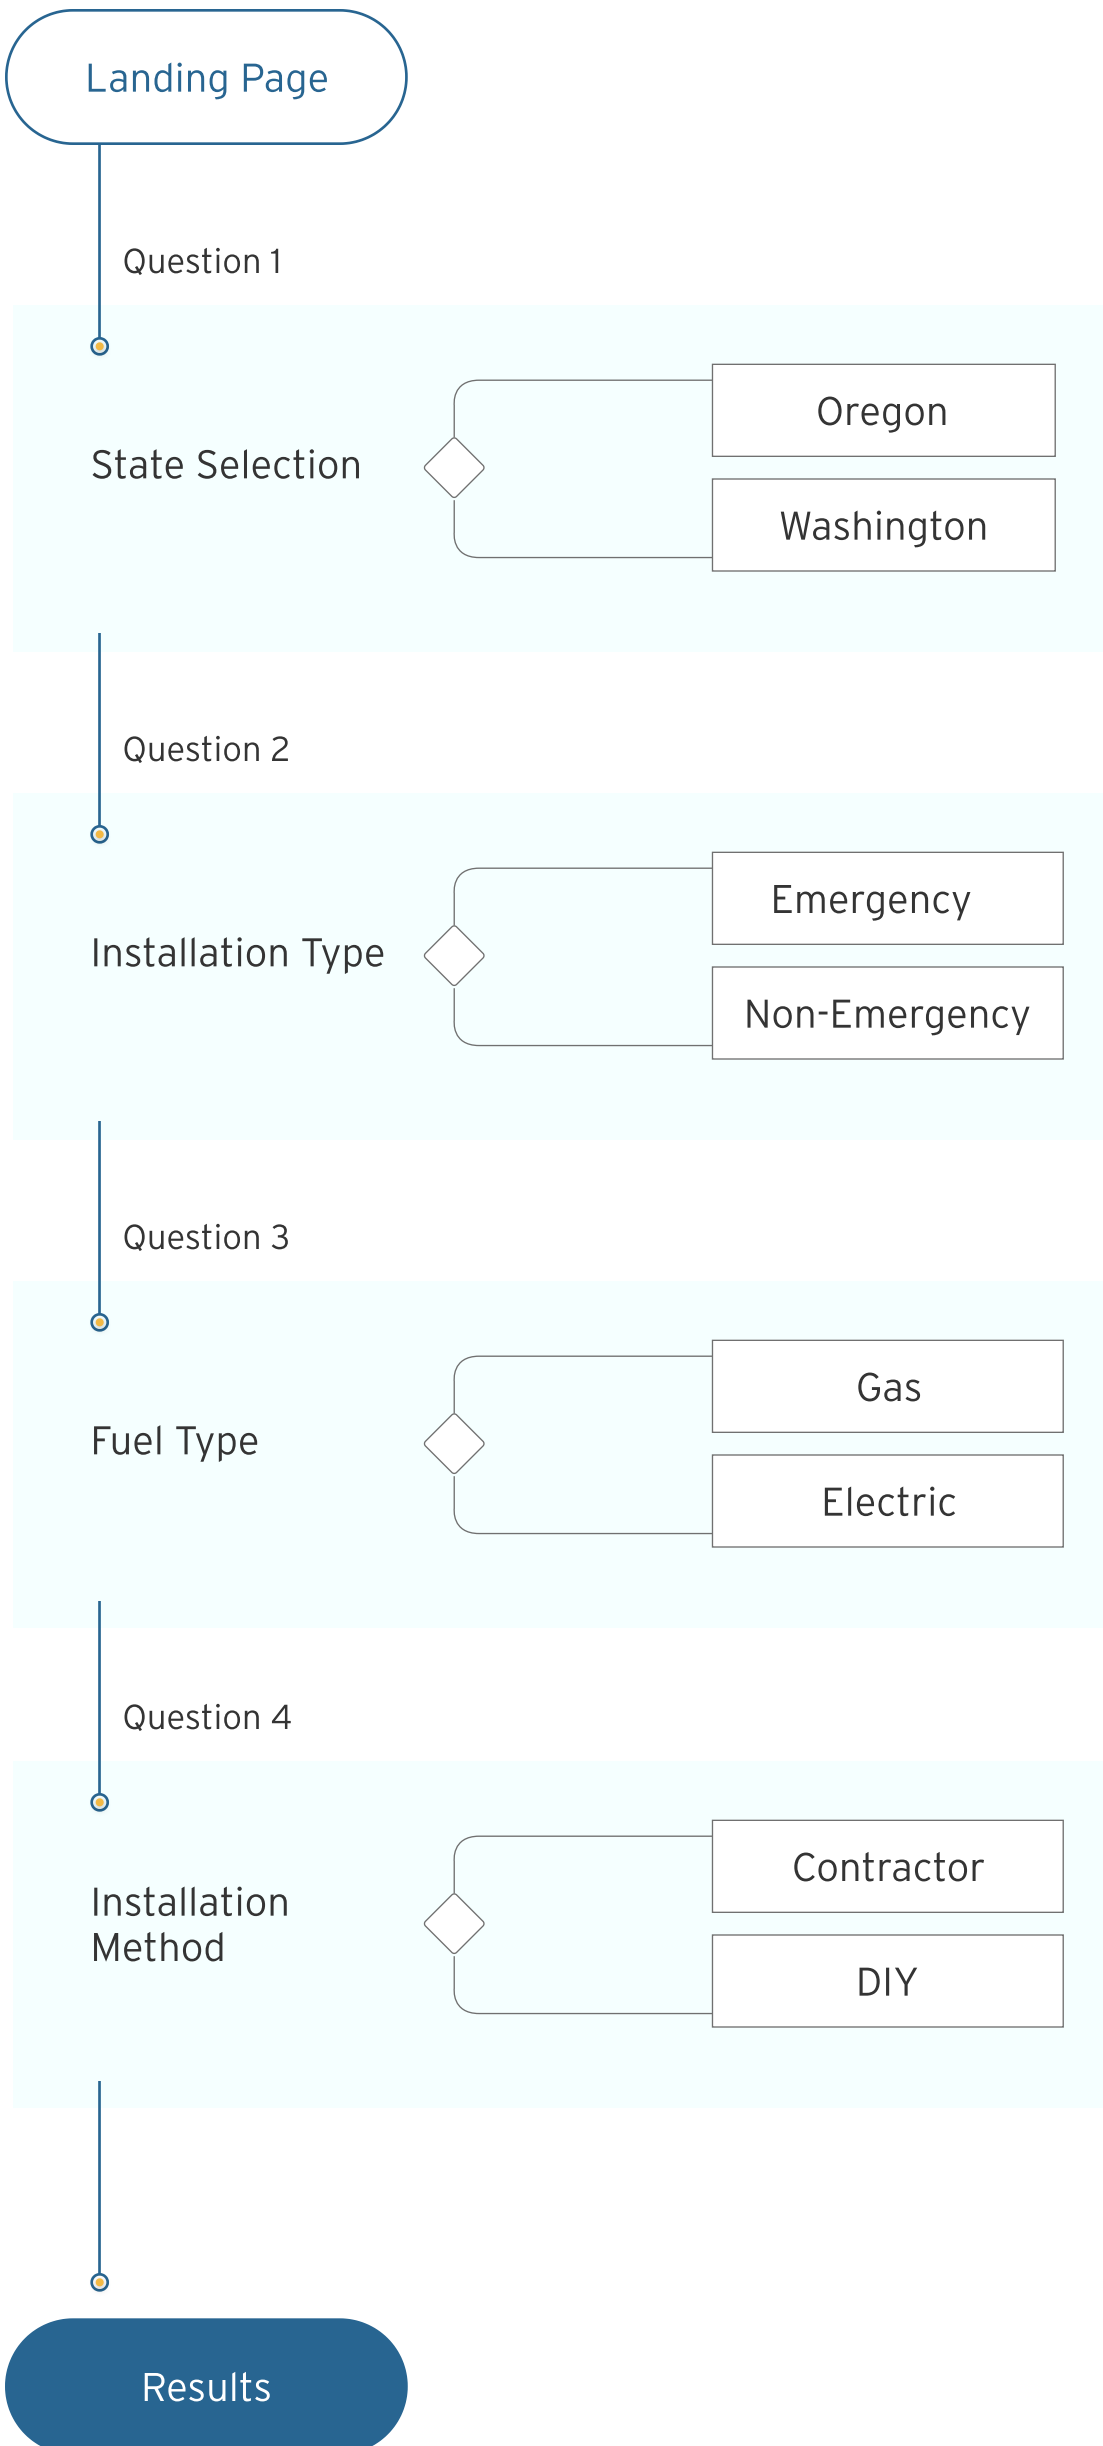 Landing Page
Question 1
State Selection
Oregon
Washington
Question 2
Installation Type
Emergency
Non-Emergency
Question 3
Fuel Type
Gas
Electric
Question 4
Installation
Method
Contractor
DIY
Results